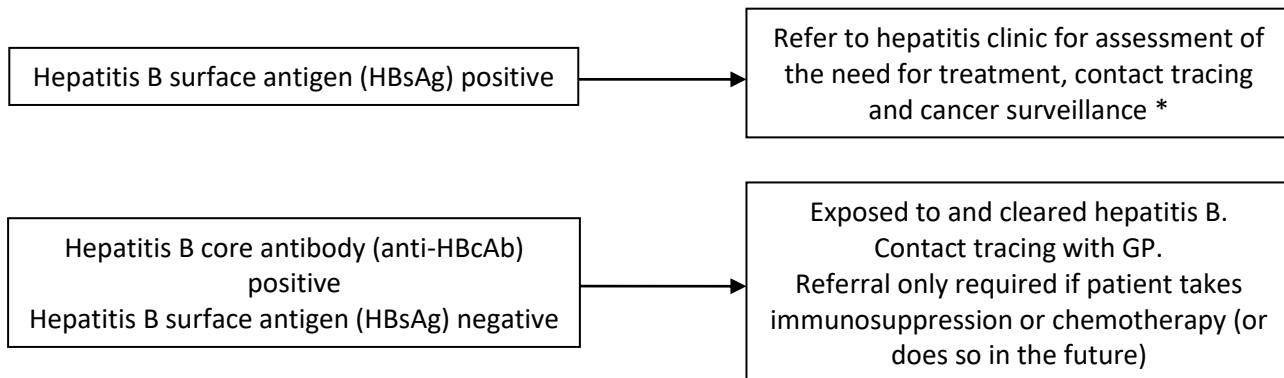 Hepatitis B surface antigen (HBsAg) positive
Refer to hepatitis clinic for assessment of
the need for treatment, contact tracing
and cancer surveillance *
Hepatitis B core antibody (anti-HBcAb)
positive
Hepatitis B surface antigen (HBsAg) negative
Exposed to and cleared hepatitis B.
Contact tracing with GP.
Referral only required if patient takes
immunosuppression or chemotherapy (or
does so in the future)